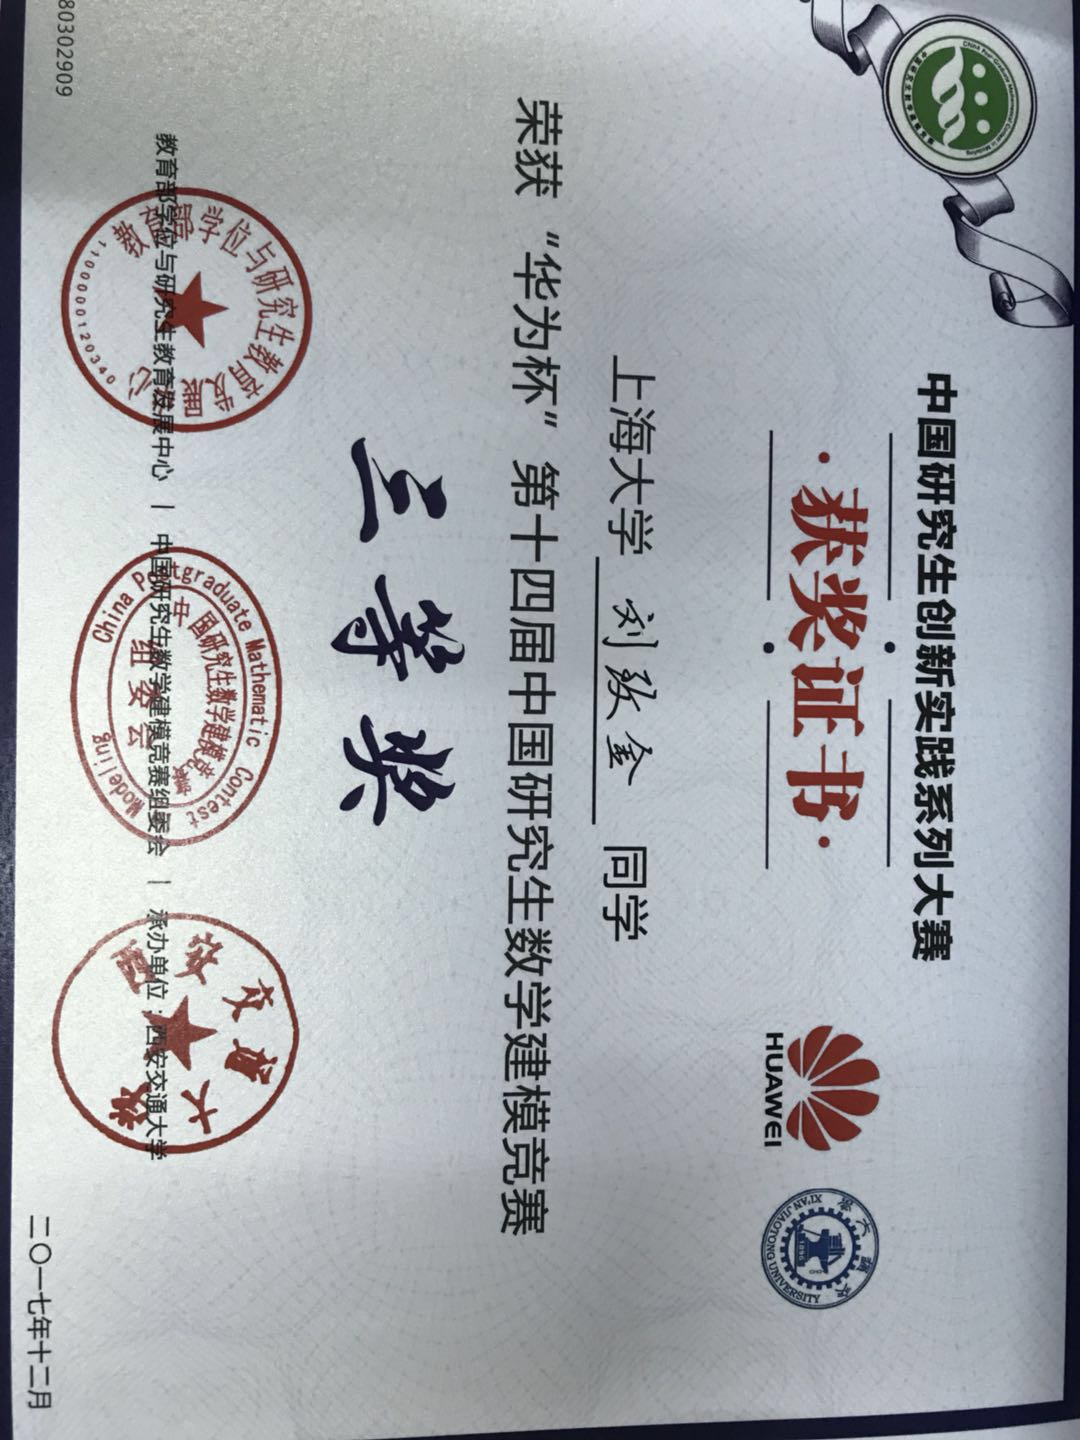 中国研究生创新实践系列大赛
·获奖证书·
HUAWEI
XI'AN JIAOTONG UNIVERSITY
1896
上海大学 刘致金 同学
荣获“华为杯”第十四届中国研究生数学建模竞赛
三等奖
教育部学位与研究生教育发展中心 | 中国研究生数学建模竞赛组委会 | 承办单位:西安交通大学
教育部学位与研究生教育发展中心
1100000120340
China Postgraduate Mathematic Contest Modeling
中国研究生数学建模竞赛
组委会
西安交通大学
二〇一七年十二月
80302909